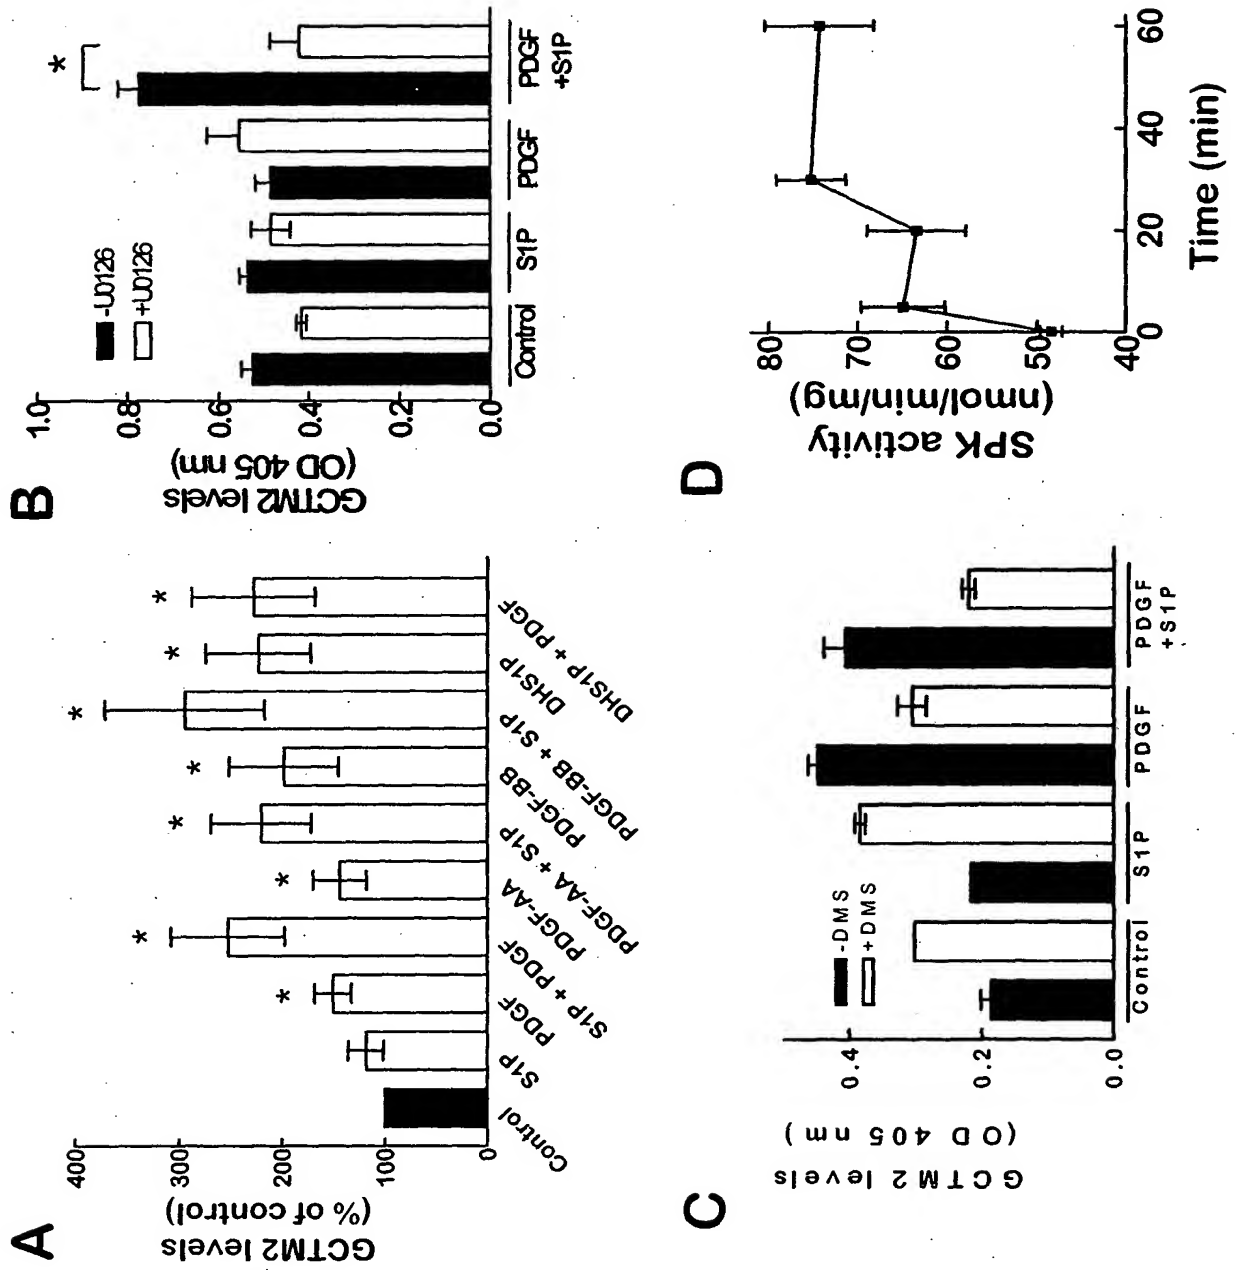 A
GCTM2 levels
(% of control)
400
300
200
100
0
*
*
*
*
*
*
*
*
Control
S1P
PDGF
S1P + PDGF
PDGF-AA
PDGF-AA + S1P
PDGF-BB
PDGF-BB + S1P
DHS1P
DHS1P + PDGF
B
GCTM2 levels
(OD 405 nm)
1.0
0.8
0.6
0.4
0.2
0.0
-U0126
+U0126
*
Control
S1P
PDGF
PDGF
+S1P
C
GCTM2 levels
(OD 405 nm)
0.4
0.2
0.0
-DMS
+DMS
Control
S1P
PDGF
PDGF
+S1P
D
SPK activity
(nmol/min/mg)
80
70
60
50
40
0
20
40
60
Time (min)